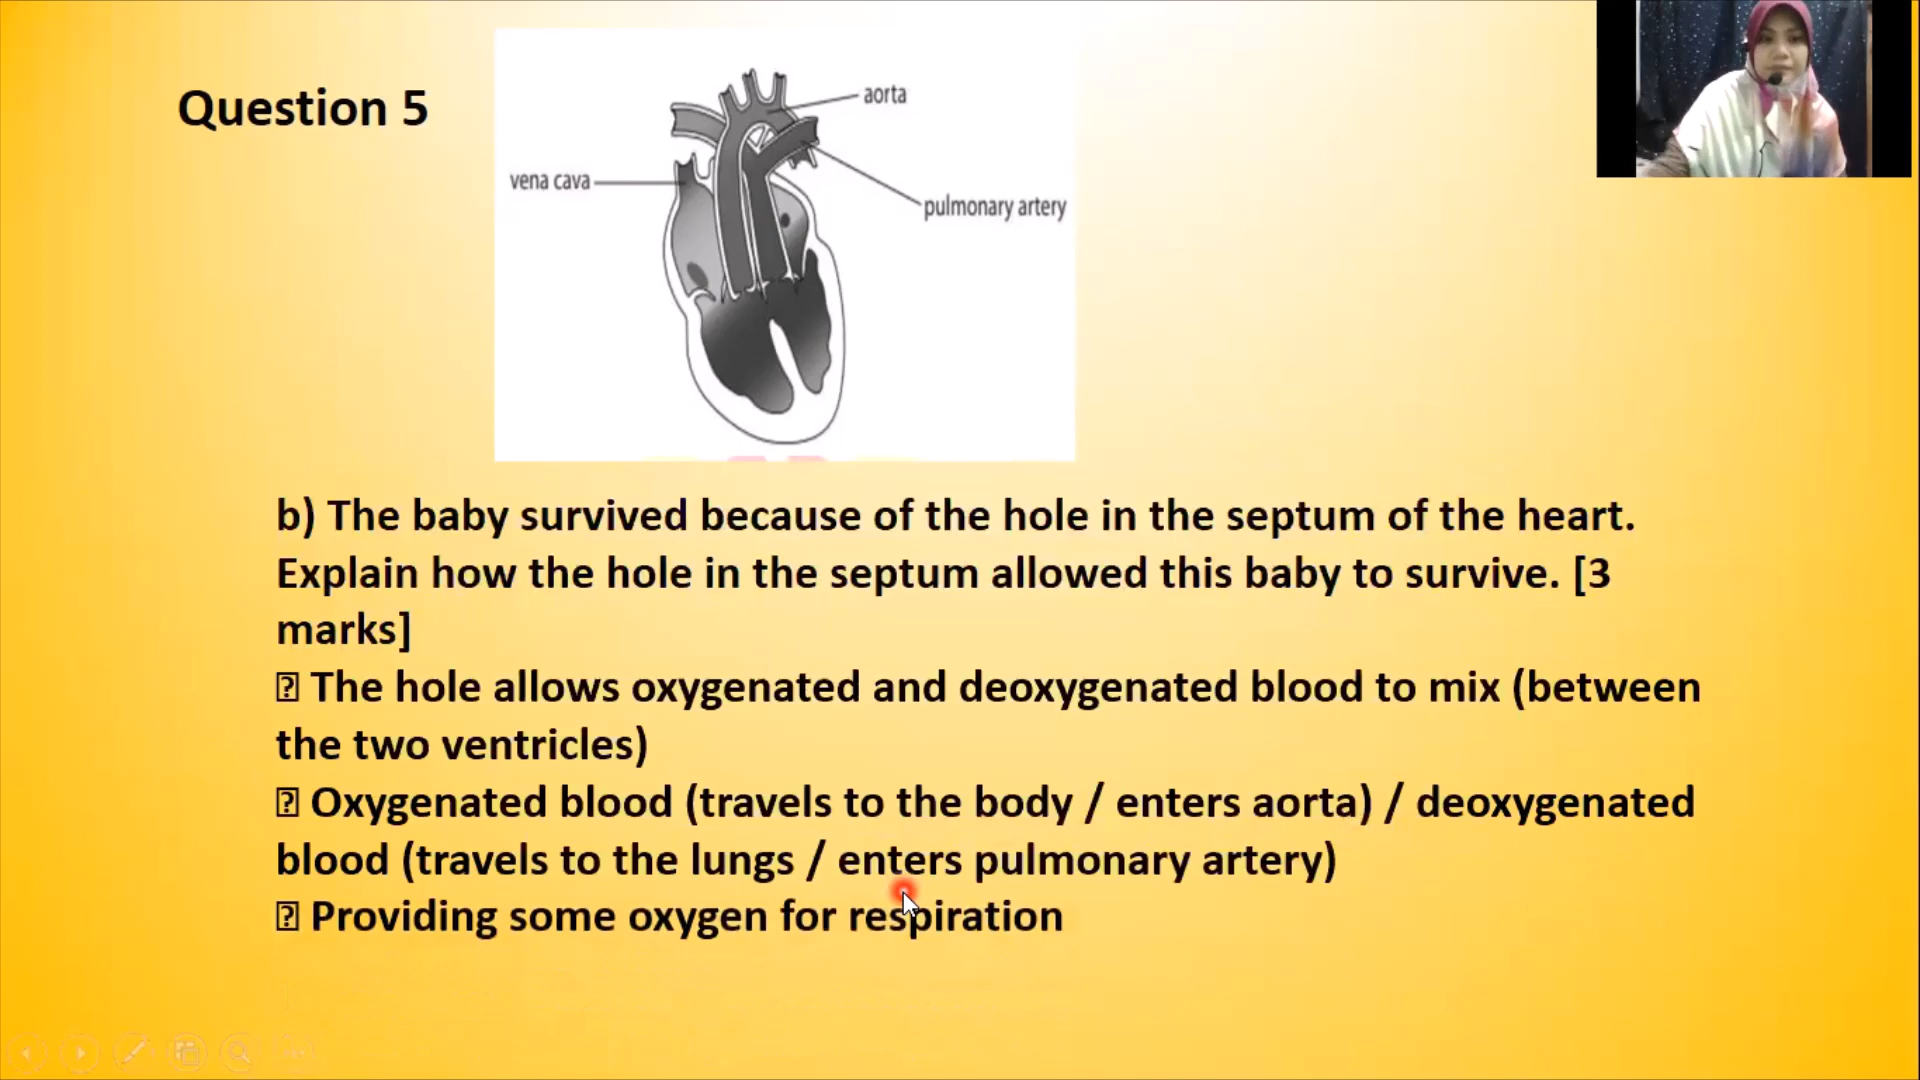 Question 5
aorta
vena cava
pulmonary artery
b) The baby survived because of the hole in the septum of the heart.
Explain how the hole in the septum allowed this baby to survive. [3
marks]
The hole allows oxygenated and deoxygenated blood to mix (between
the two ventricles)
Oxygenated blood (travels to the body / enters aorta) / deoxygenated
blood (travels to the lungs / enters pulmonary artery)
Providing some oxygen for respiration